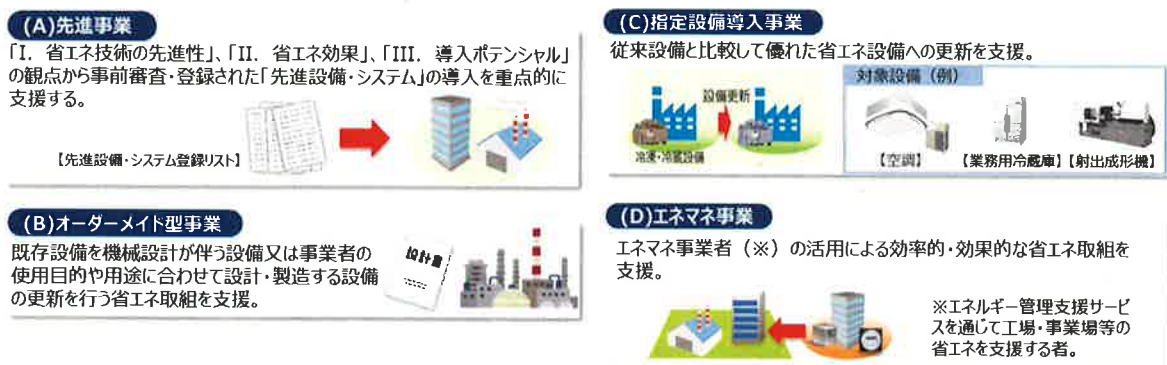 (A)先進事業
「I．省エネ技術の先進性」、「II．省エネ効果」、「III．導入ポテンシャル」
の観点から事前審査・登録された「先進設備・システム」の導入を重点的に
支援する。
【先進設備・システム登録リスト】
(B)オーダーメイド型事業
既存設備を機械設計が伴う設備又は事業者の
使用目的や用途に合わせて設計・製造する設備
の更新を行う省エネ取組を支援。
設計書
(C)指定設備導入事業
従来設備と比較して優れた省エネ設備への更新を支援。
設備更新
冷凍・冷蔵設備
対象設備（例）
【空調】
【業務用冷蔵庫】
【射出成形機】
(D)エネマネ事業
エネマネ事業者（※）の活用による効率的・効果的な省エネ取組を
支援。
※エネルギー管理支援サービ
スを通じて工場・事業場等の
省エネを支援する者。